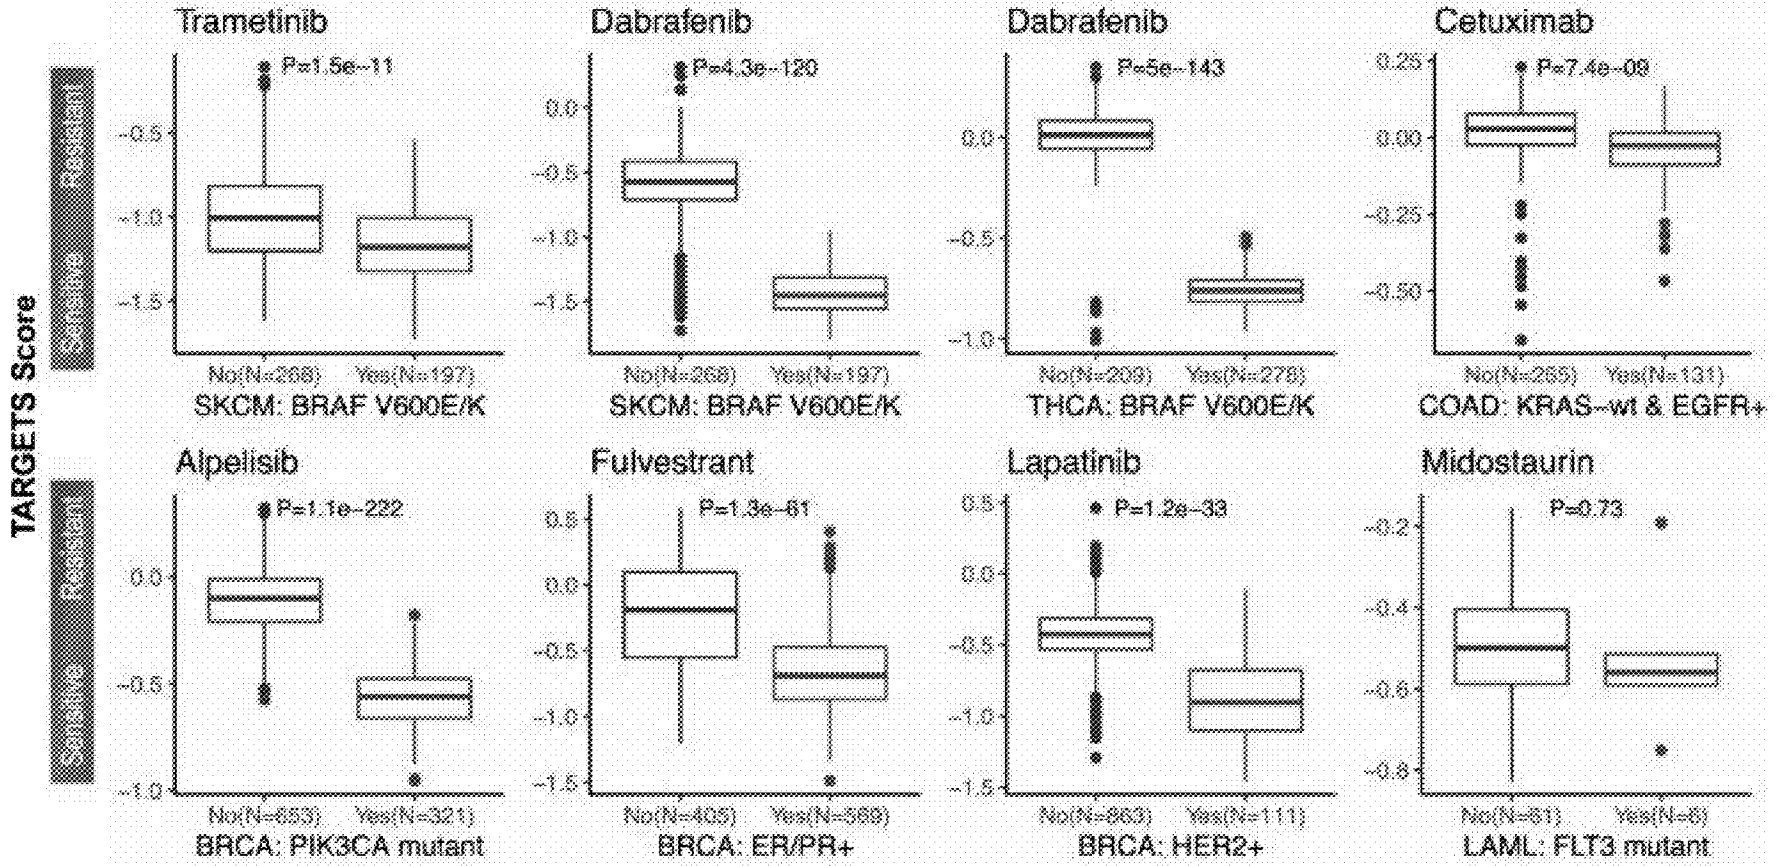 Trametinib
P=1.5e-11
-0.5
-1.0
-1.5
No(N=268) Yes(N=197)
SKCM: BRAF V600E/K
Dabrafenib
P=4.3e-120
0.0
-0.5
-1.0
-1.5
No(N=268) Yes(N=197)
SKCM: BRAF V600E/K
Dabrafenib
P=5e-143
0.0
-0.5
-1.0
No(N=209) Yes(N=278)
THCA: BRAF V600E/K
Cetuximab
P=7.4e-09
0.25
0.00
-0.25
-0.50
No(N=255) Yes(N=131)
COAD: KRAS-wt & EGFR+
TARGETS Score
Sensitive Resistant
Sensitive Resistant
Alpelisib
P=1.1e-222
0.0
-0.5
-1.0
No(N=653) Yes(N=321)
BRCA: PIK3CA mutant
Fulvestrant
P=1.3e-61
0.5
0.0
-0.5
-1.0
-1.5
No(N=405) Yes(N=569)
BRCA: ER/PR+
Lapatinib
P=1.2e-33
0.5
0.0
-0.5
-1.0
-1.5
No(N=863) Yes(N=111)
BRCA: HER2+
Midostaurin
P=0.73
-0.2
-0.4
-0.6
-0.8
No(N=61) Yes(N=6)
LAML: FLT3 mutant